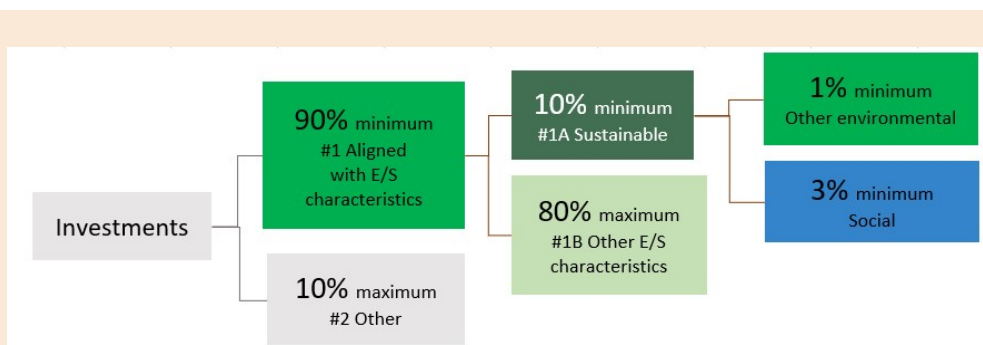 Investments
90% minimum
#1 Aligned
with E/S
characteristics
10% maximum
#2 Other
10% minimum
#1A Sustainable
80% maximum
#1B Other E/S
characteristics
1% minimum
Other environmental
3% minimum
Social